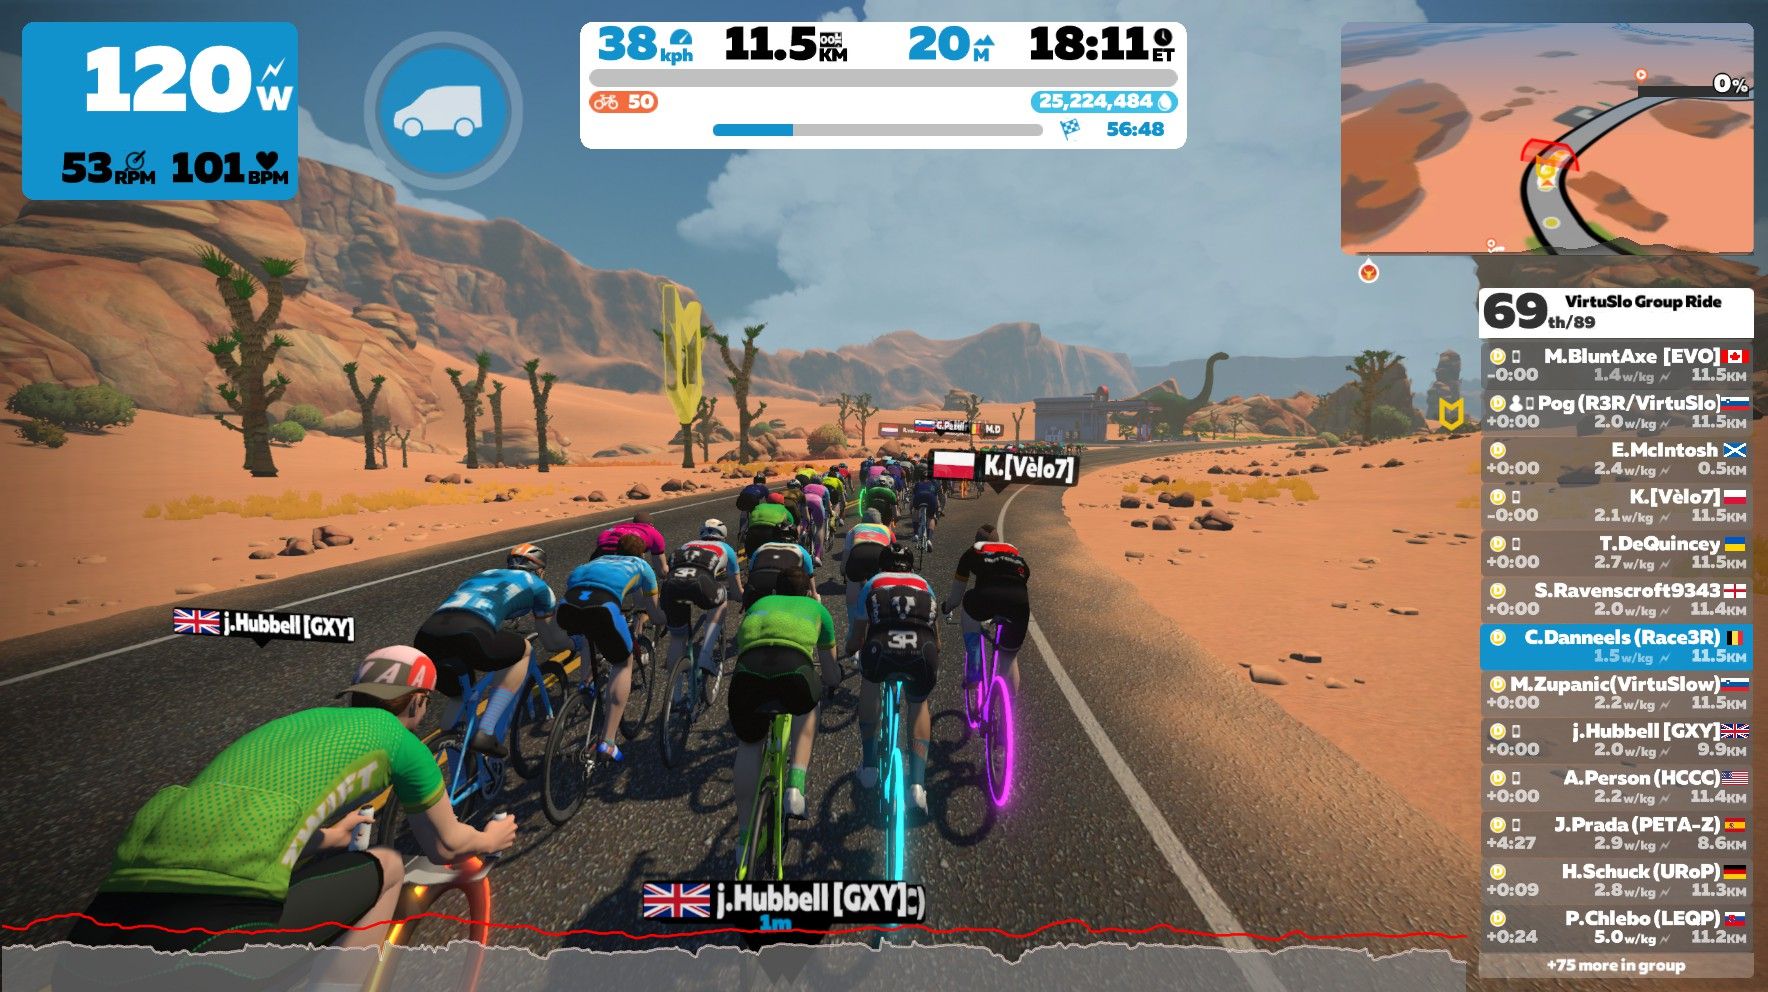 120 W
53 RPM 101 BPM
38 kph 11.5 KM 20 M 18:11 ET
50 25,224,484
56:48
0%
69th/89 VirtuSlo Group Ride
D M.BluntAxe [EVO]
-0:00 1.4w/kg 11.5KM
D Pog (R3R/VirtuSlo)
+0:00 2.0w/kg 11.5KM
D E.McIntosh
+0:00 2.4w/kg 0.5KM
D K.[Vèlo7]
-0:00 2.1w/kg 11.5KM
D T.DeQuincey
+0:00 2.7w/kg 11.5KM
D S.Ravenscroft9343
+0:00 2.0w/kg 11.4KM
D C.Danneels (Race3R)
1.5w/kg 11.5KM
D M.Zupanic(VirtuSlow)
+0:00 2.2w/kg 11.5KM
D j.Hubbell [GXY]
+0:00 2.0w/kg 9.9KM
D A.Person (HCCC)
+0:00 2.2w/kg 11.4KM
D J.Prada (PETA-Z)
+4:27 2.9w/kg 8.6KM
D H.Schuck (URoP)
+0:09 2.8w/kg 11.3KM
D P.Chlebo (LEQP)
+0:24 5.0w/kg 11.2KM
+75 more in group
M.D
K.[Vèlo7]
j.Hubbell [GXY]
3R
3R
ZWIFT
j.Hubbell [GXY]
1m